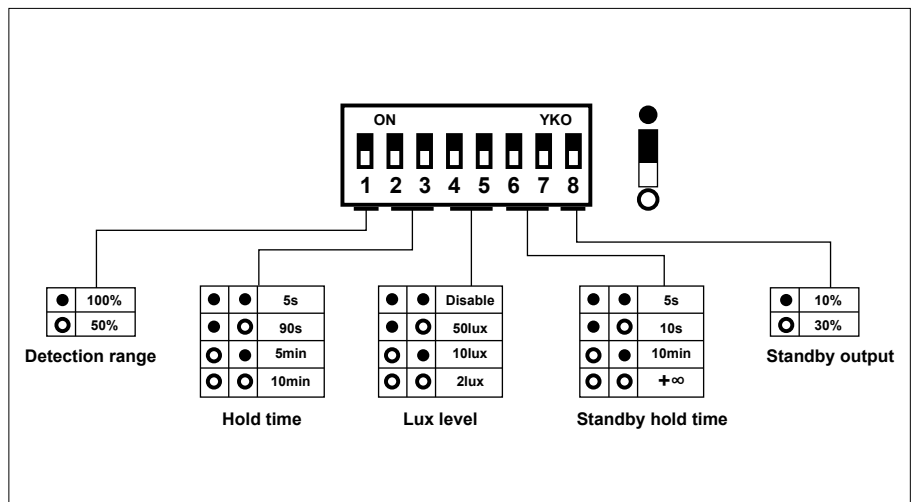 ON YKO
1 2 3 4 5 6 7 8
100%
50%
Detection range
5s
90s
5min
10min
Hold time
Disable
50lux
10lux
2lux
Lux level
5s
10s
10min
+∞
Standby hold time
10%
30%
Standby output